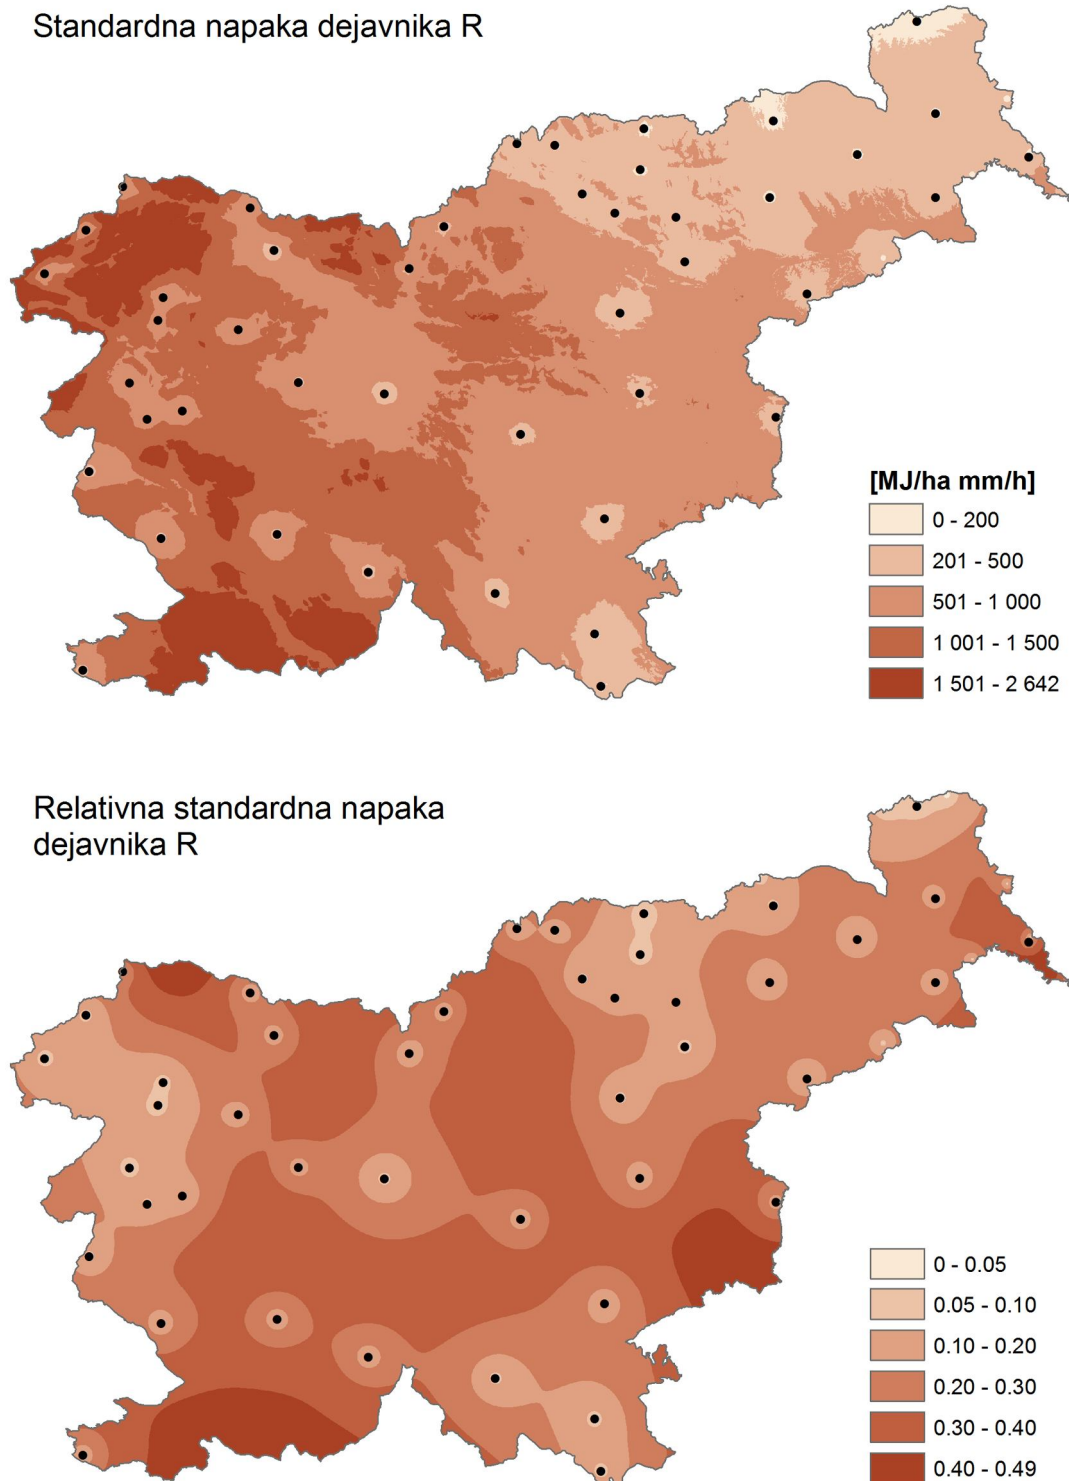 Standardna napaka dejavnika R
[MJ/ha mm/h]
0 - 200
201 - 500
501 - 1 000
1 001 - 1 500
1 501 - 2 642
Relativna standardna napaka
dejavnika R
0 - 0.05
0.05 - 0.10
0.10 - 0.20
0.20 - 0.30
0.30 - 0.40
0.40 - 0.49